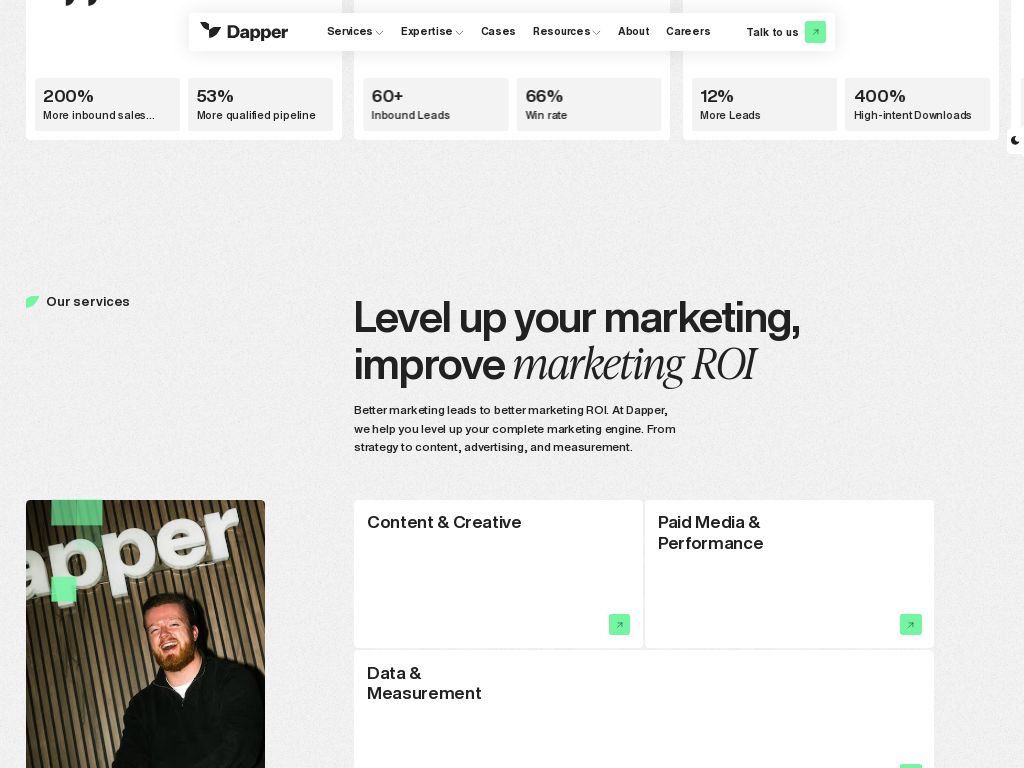 Dapper
Services
Expertise
Cases
Resources
About
Careers
Talk to us
200%
More inbound sales...
53%
More qualified pipeline
60+
Inbound Leads
66%
Win rate
12%
More Leads
400%
High-intent Downloads
Our services
Level up your marketing,
improve marketing ROI
Better marketing leads to better marketing ROI. At Dapper,
we help you level up your complete marketing engine. From
strategy to content, advertising, and measurement.
apper
Content & Creative
Paid Media &
Performance
Data &
Measurement